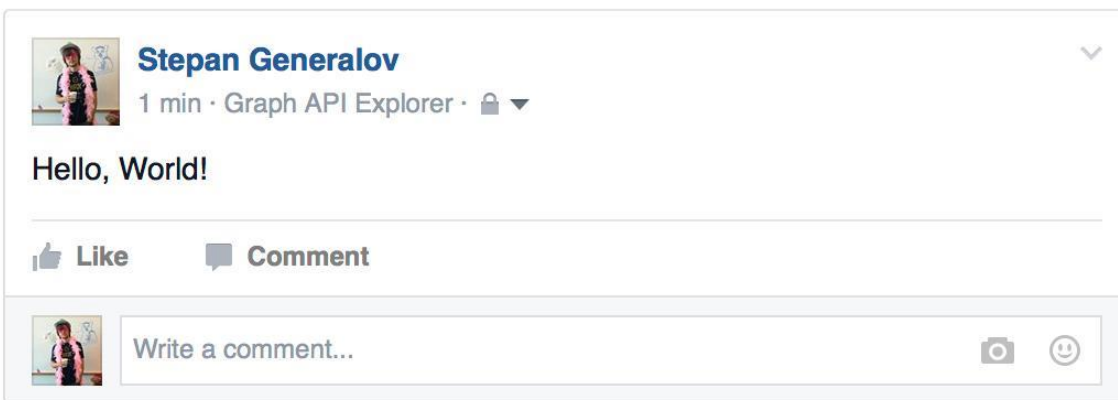 Stepan Generalov
1 min · Graph API Explorer ·
Hello, World!
Like Comment
Write a comment...